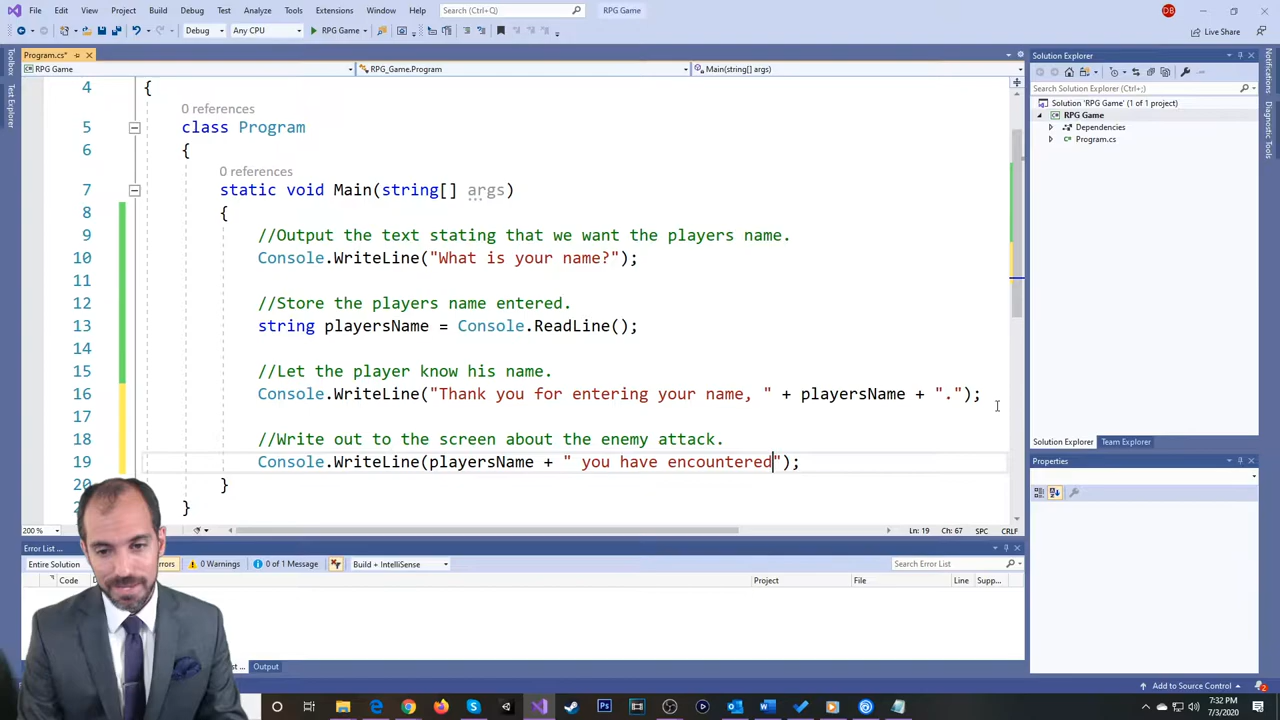 File Edit View Project Build Debug Test Analyze Tools Extensions Window Help Search (Ctrl+Q) RPG Game DB
Debug Any CPU RPG Game Live Share
Program.cs*
RPG Game RPG_Game.Program Main(string[] args)
Toolbox
Test Explorer
4 {
0 references
5 class Program
6 {
0 references
7 static void Main(string[] args)
8 {
9 //Output the text stating that we want the players name.
10 Console.WriteLine("What is your name?");
11
12 //Store the players name entered.
13 string playersName = Console.ReadLine();
14
15 //Let the player know his name.
16 Console.WriteLine("Thank you for entering your name, " + playersName + ".");
17
18 //Write out to the screen about the enemy attack.
19 Console.WriteLine(playersName + " you have encountered");
}
}
200 % Ln: 19 Ch: 67 SPC CRLF
Error List ...
Entire Solution 0 Warnings 0 of 1 Message Build + IntelliSense Search Error List
Code Project File Line Supp...
Output
Solution Explorer
Search Solution Explorer (Ctrl+;)
Solution 'RPG Game' (1 of 1 project)
RPG Game
Dependencies
Program.cs
Solution Explorer Team Explorer
Properties
Notifications
Diagnostic Tools
Add to Source Control 2
7:32 PM
7/3/2020